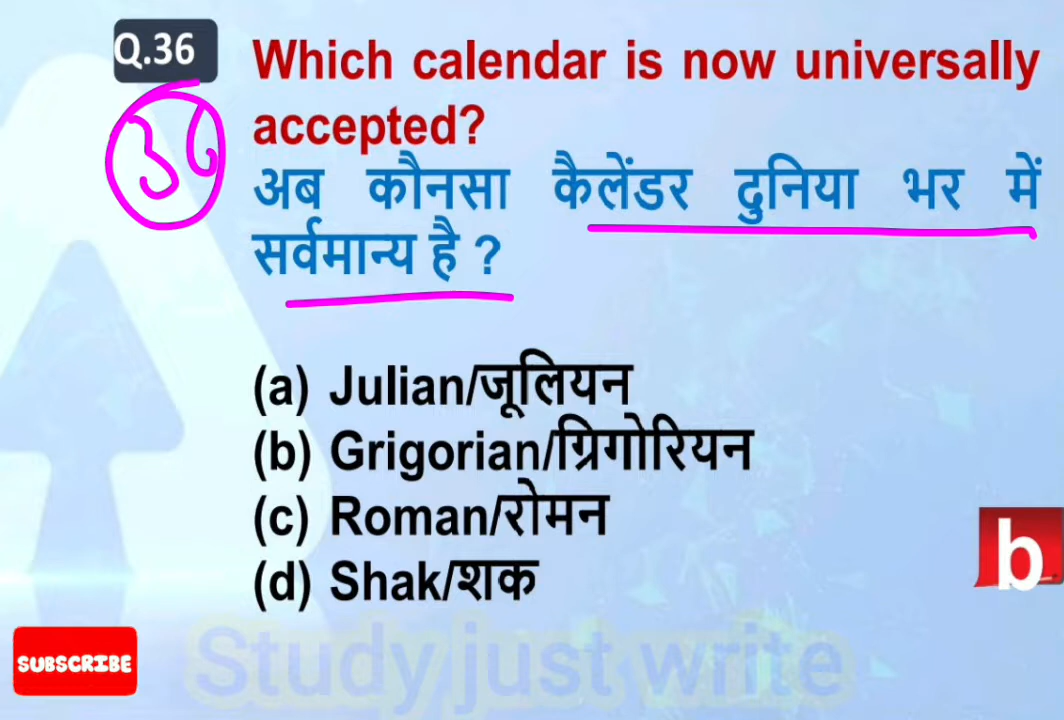 Q.36
36
Which calendar is now universally
accepted?
अब कौनसा कैलेंडर दुनिया भर में
सर्वमान्य है ?
(a) Julian/जूलियन
(b) Grigorian/ग्रिगोरियन
(c) Roman/रोमन
(d) Shak/शक
b
SUBSCRIBE
Study just write